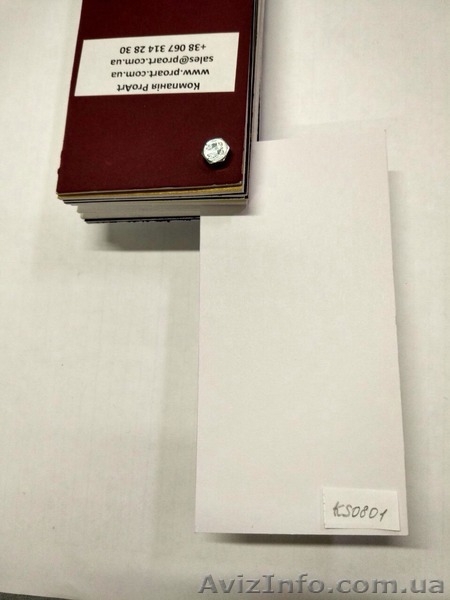 Компанія ProArt
www.proart.com.ua
sales@proart.com.ua
+38 067 314 28 30
KS0801
AvizInfo.com.ua